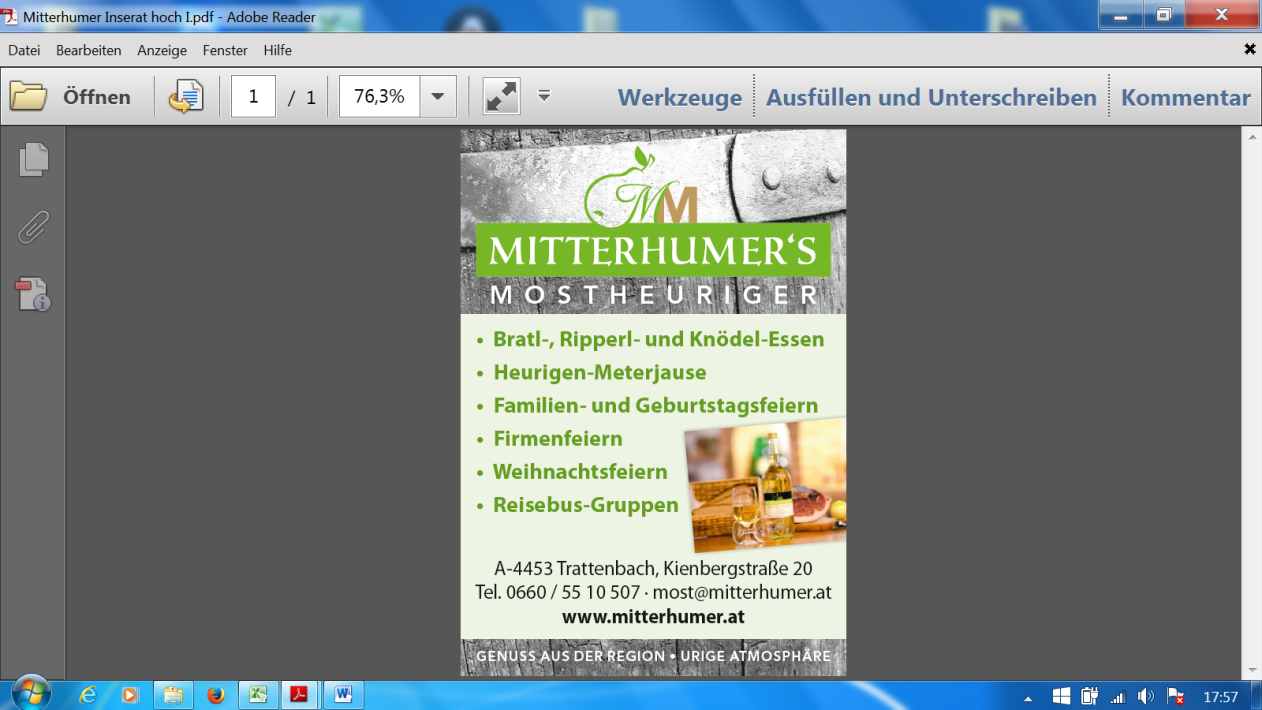 Mitterhumer Inserat hoch I.pdf - Adobe Reader
Datei Bearbeiten Anzeige Fenster Hilfe
Öffnen 1 / 1 76,3% Werkzeuge Ausfüllen und Unterschreiben Kommentar
MM
MITTERHUMER‘S
MOSTHEURIGER
• Bratl-, Ripperl- und Knödel-Essen
• Heurigen-Meterjause
• Familien- und Geburtstagsfeiern
• Firmenfeiern
• Weihnachtsfeiern
• Reisebus-Gruppen
A-4453 Trattenbach, Kienbergstraße 20
Tel. 0660 / 55 10 507 · most@mitterhumer.at
www.mitterhumer.at
GENUSS AUS DER REGION • URIGE ATMOSPHÄRE
17:57